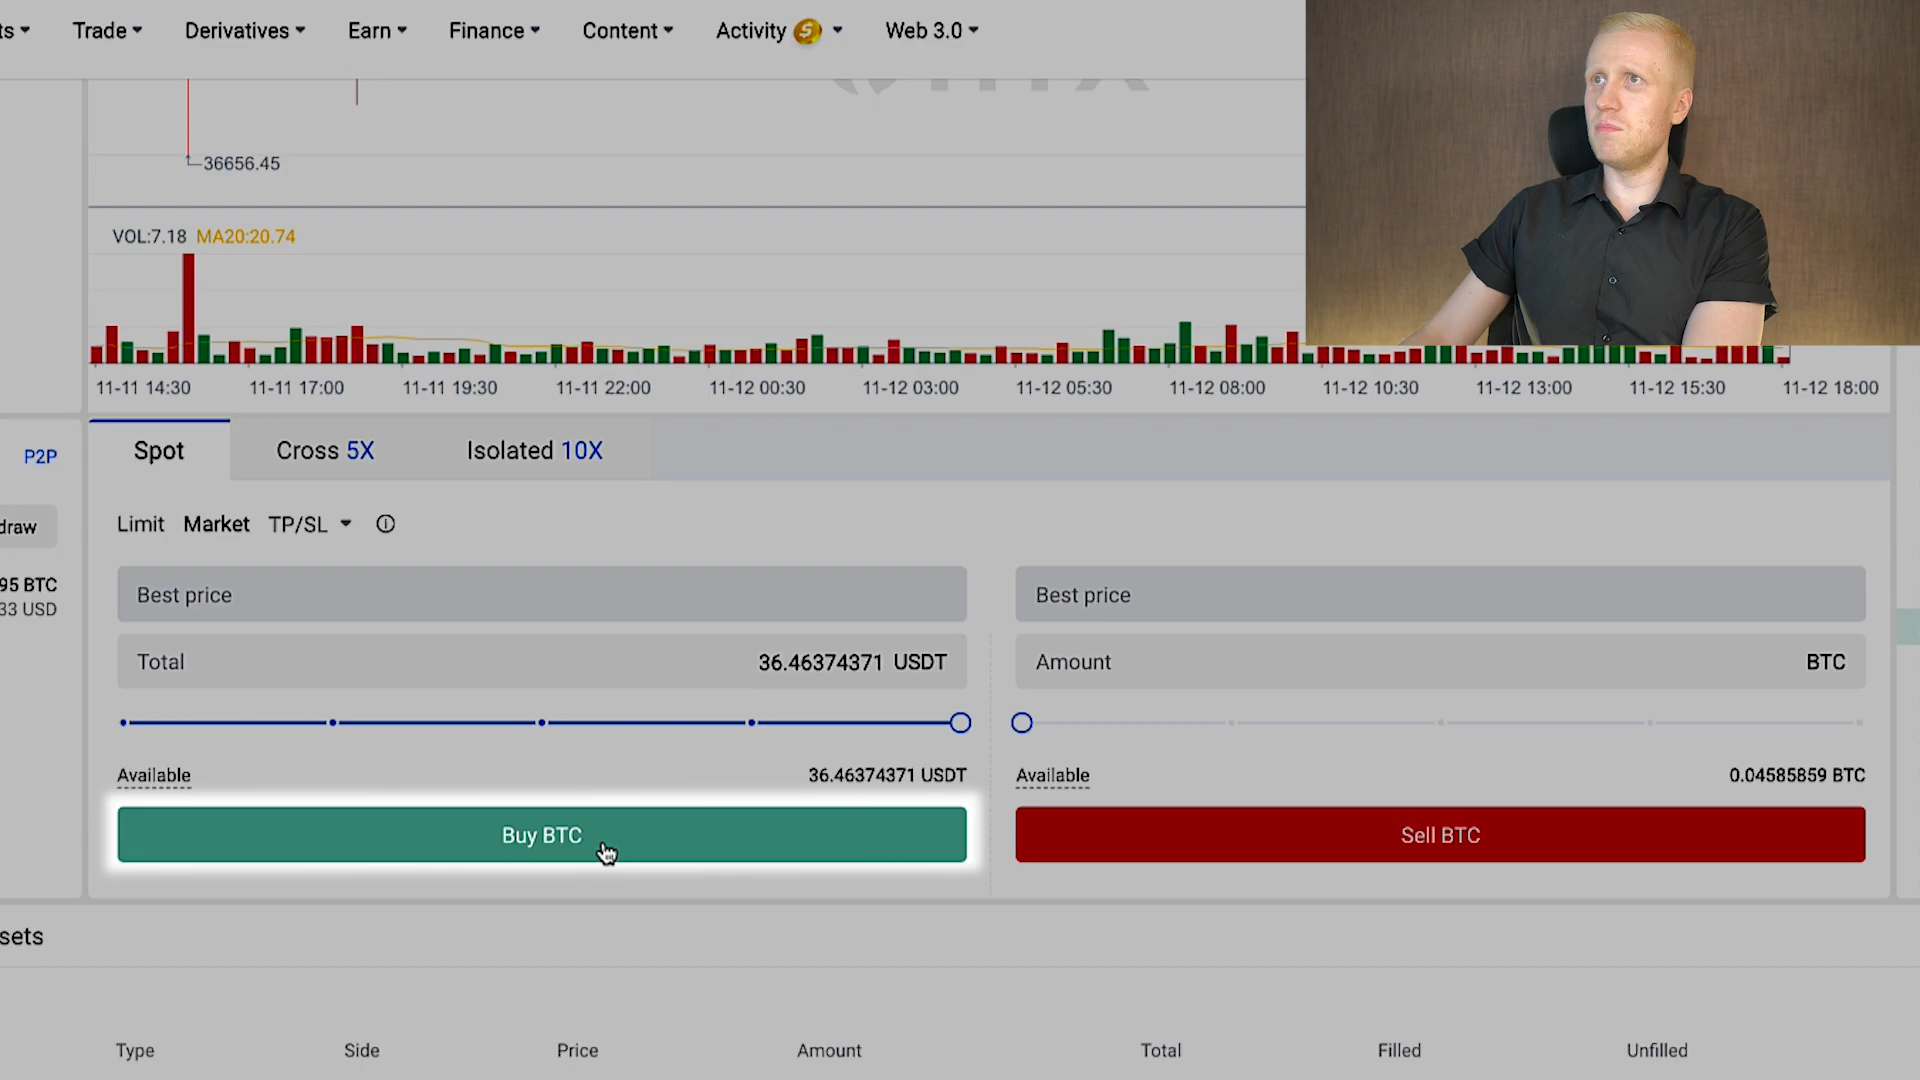 ts Trade Derivatives Earn Finance Content Activity Web 3.0
36656.45
VOL:7.18 MA20:20.74
11-11 14:30 11-11 17:00 11-11 19:30 11-11 22:00 11-12 00:30 11-12 03:00 11-12 05:30 11-12 08:00 11-12 10:30 11-12 13:00 11-12 15:30 11-12 18:00
P2P
draw
95 BTC
33 USD
Spot Cross 5X Isolated 10X
Limit Market TP/SL
Best price
Total 36.46374371 USDT
Available 36.46374371 USDT
Buy BTC
Best price
Amount BTC
Available 0.04585859 BTC
Sell BTC
sets
Type Side Price Amount Total Filled Unfilled